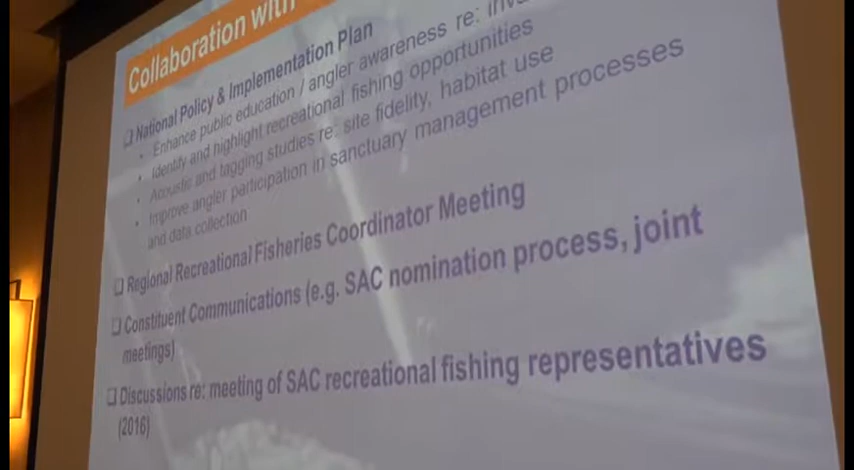 Collaboration with
❑ National Policy & Implementation Plan
• Enhance public education / angler awareness re:
• Identify and highlight recreational fishing opportunities
• Acoustic and tagging studies re: site fidelity, habitat use
• Improve angler participation in sanctuary management processes
and data collection
❑ Regional Recreational Fisheries Coordinator Meeting
❑ Constituent Communications (e.g. SAC nomination process, joint
meetings)
❑ Discussions re: meeting of SAC recreational fishing representatives
(2016)